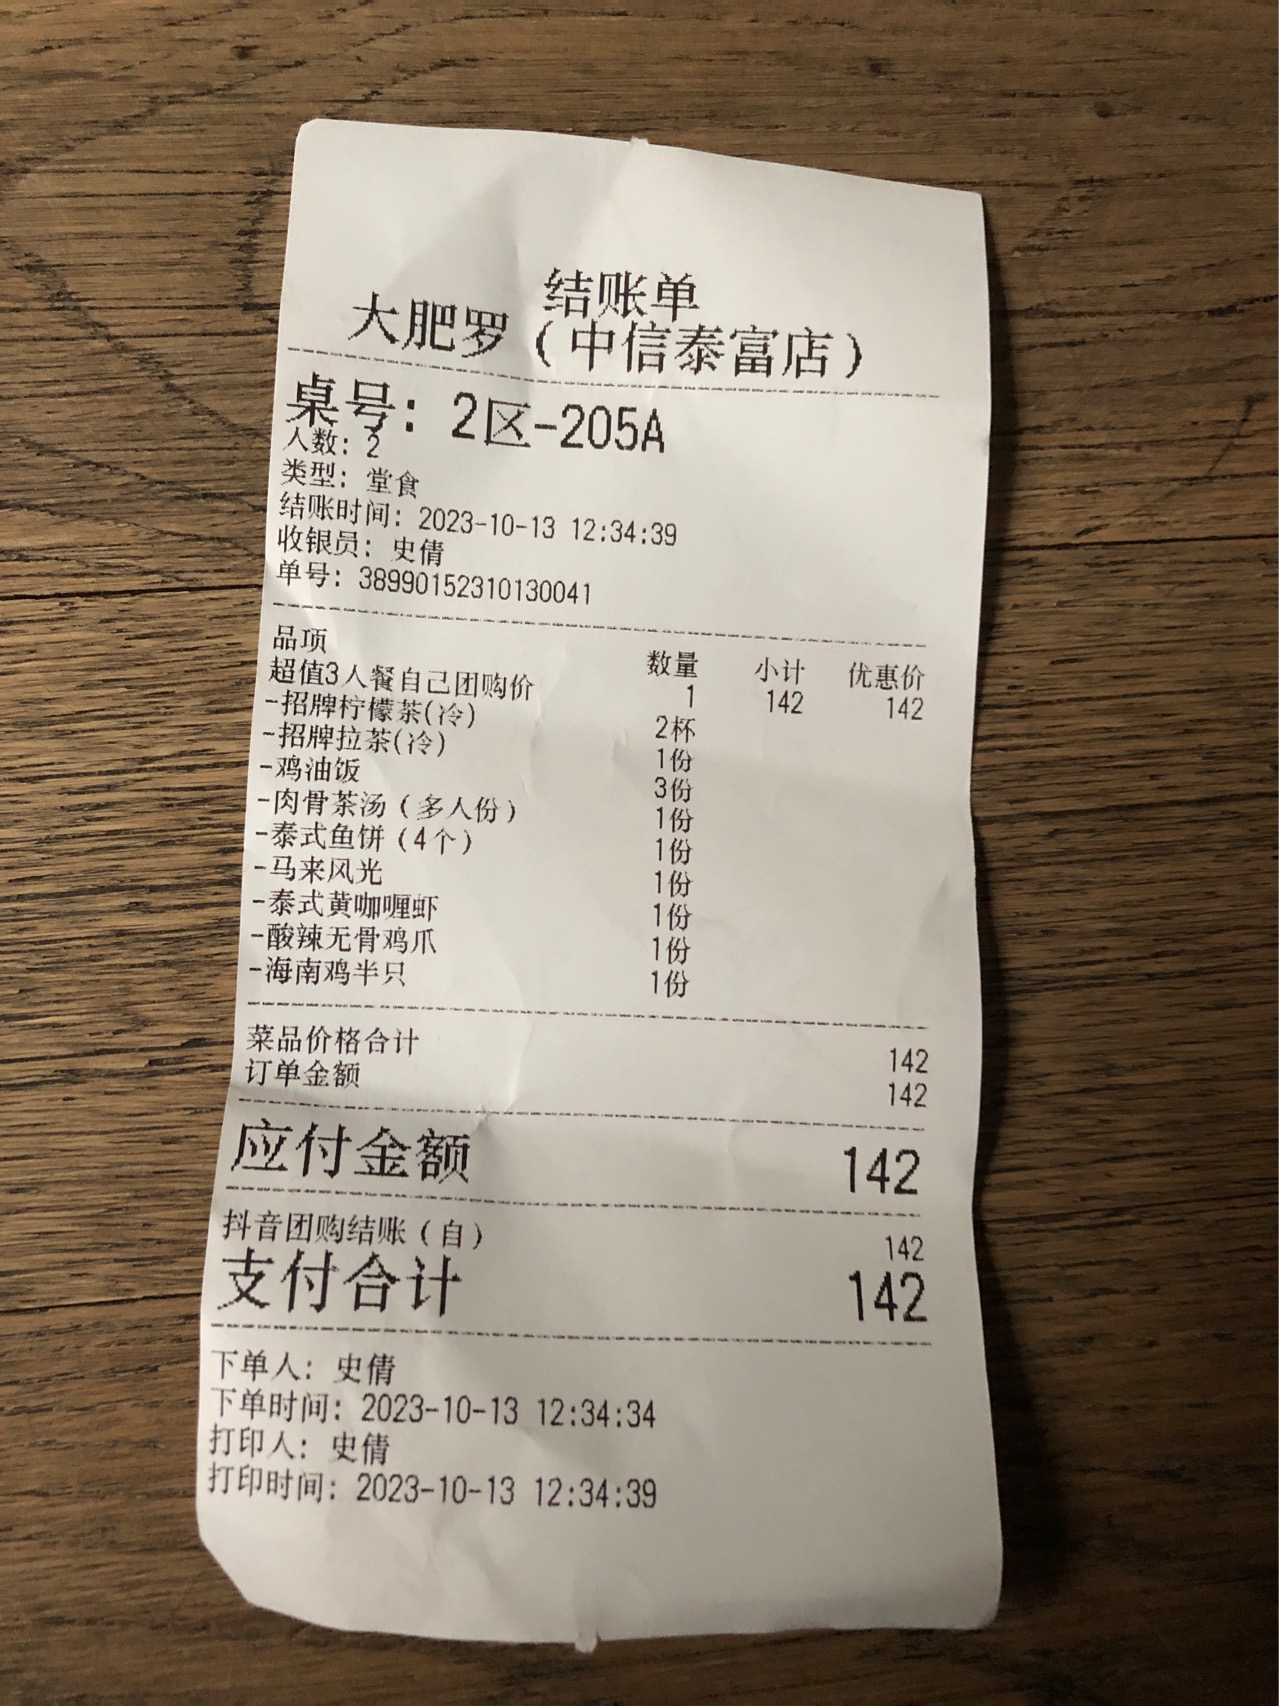 结账单
大肥罗（中信泰富店）
桌号：2区-205A
人数：2
类型：堂食
结账时间：2023-10-13 12:34:39
收银员：史倩
单号：38990152310130041
品项 数量 小计 优惠价
超值3人餐自己团购价 1 142 142
-招牌柠檬茶(冷) 2杯
-招牌拉茶(冷) 1份
-鸡油饭 3份
-肉骨茶汤（多人份） 1份
-泰式鱼饼（4个） 1份
-马来风光 1份
-泰式黄咖喱虾 1份
-酸辣无骨鸡爪 1份
-海南鸡半只 1份
菜品价格合计 142
订单金额 142
应付金额 142
抖音团购结账（自） 142
支付合计 142
下单人：史倩
下单时间：2023-10-13 12:34:34
打印人：史倩
打印时间：2023-10-13 12:34:39